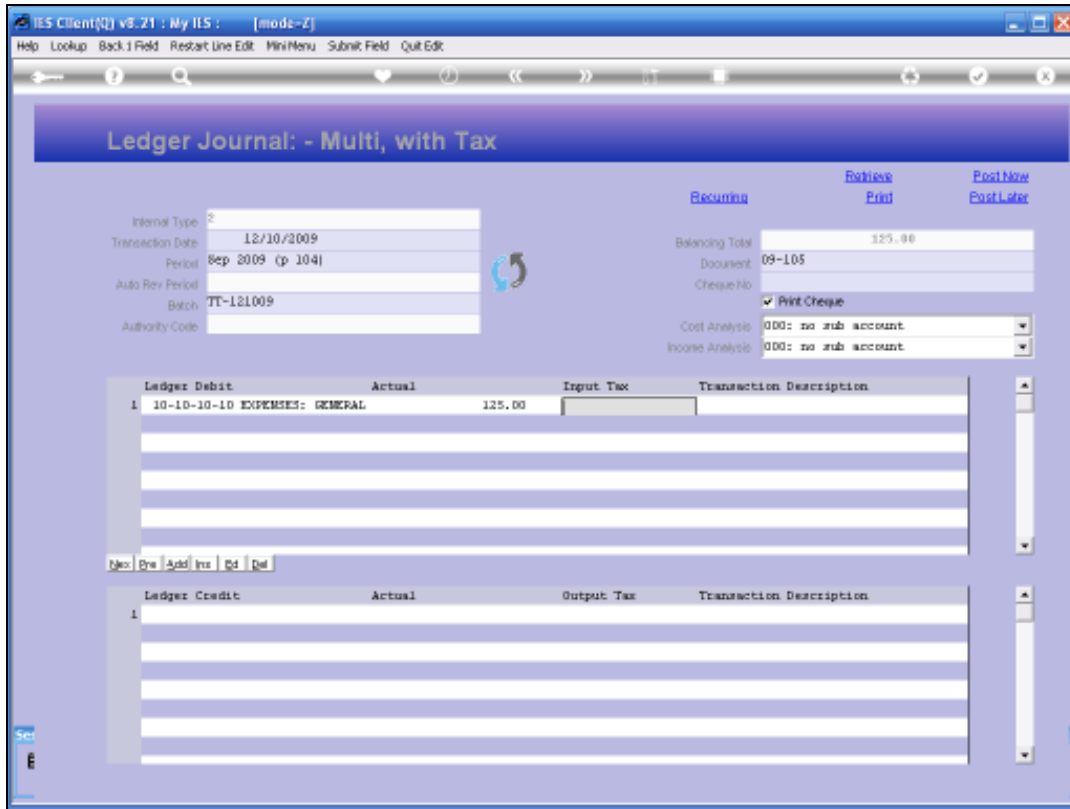 IES Client(Q) v8.21 : My IES : [mode-Z]
Help Lookup Back 1 Field Restart Line Edit MiniMenu Submit Field Quit Edit
Ledger Journal: - Multi, with Tax
Retrieve Post Now
Recurring Print Post Later
Internal Type 2
Transaction Date 12/10/2009 Balancing Total 125.00
Period Sep 2009 (p 104) Document 09-105
Auto Rev Period Cheque No
Batch TT-121009 Print Cheque
Authority Code Cost Analysis 000: no sub account
Income Analysis 000: no sub account
Ledger Debit Actual Input Tax Transaction Description
1 10-10-10-10 EXPENSES: GENERAL 125.00
Nex Pre Add Ins Ed Del
Ledger Credit Actual Output Tax Transaction Description
1